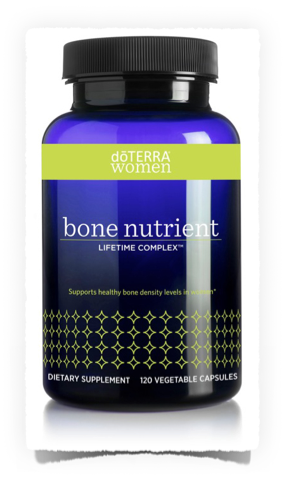 dōTERRA®
women
bone nutrient
LIFETIME COMPLEX™
Supports healthy bone density levels in women*
DIETARY SUPPLEMENT 120 VEGETABLE CAPSULES